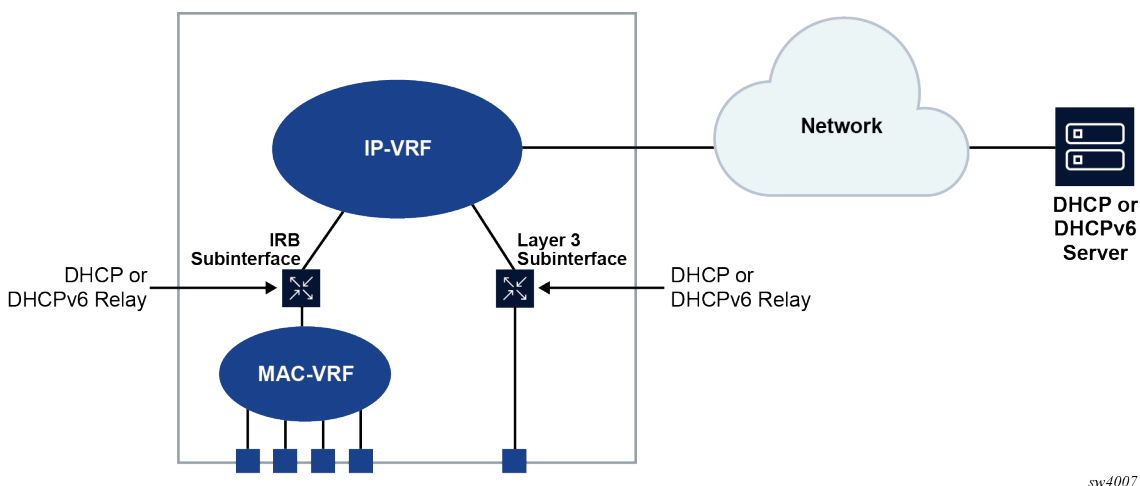 IP-VRF
Network
DHCP or
DHCPv6
Server
IRB
Subinterface
Layer 3
Subinterface
DHCP or
DHCPv6 Relay
DHCP or
DHCPv6 Relay
MAC-VRF
sw4007